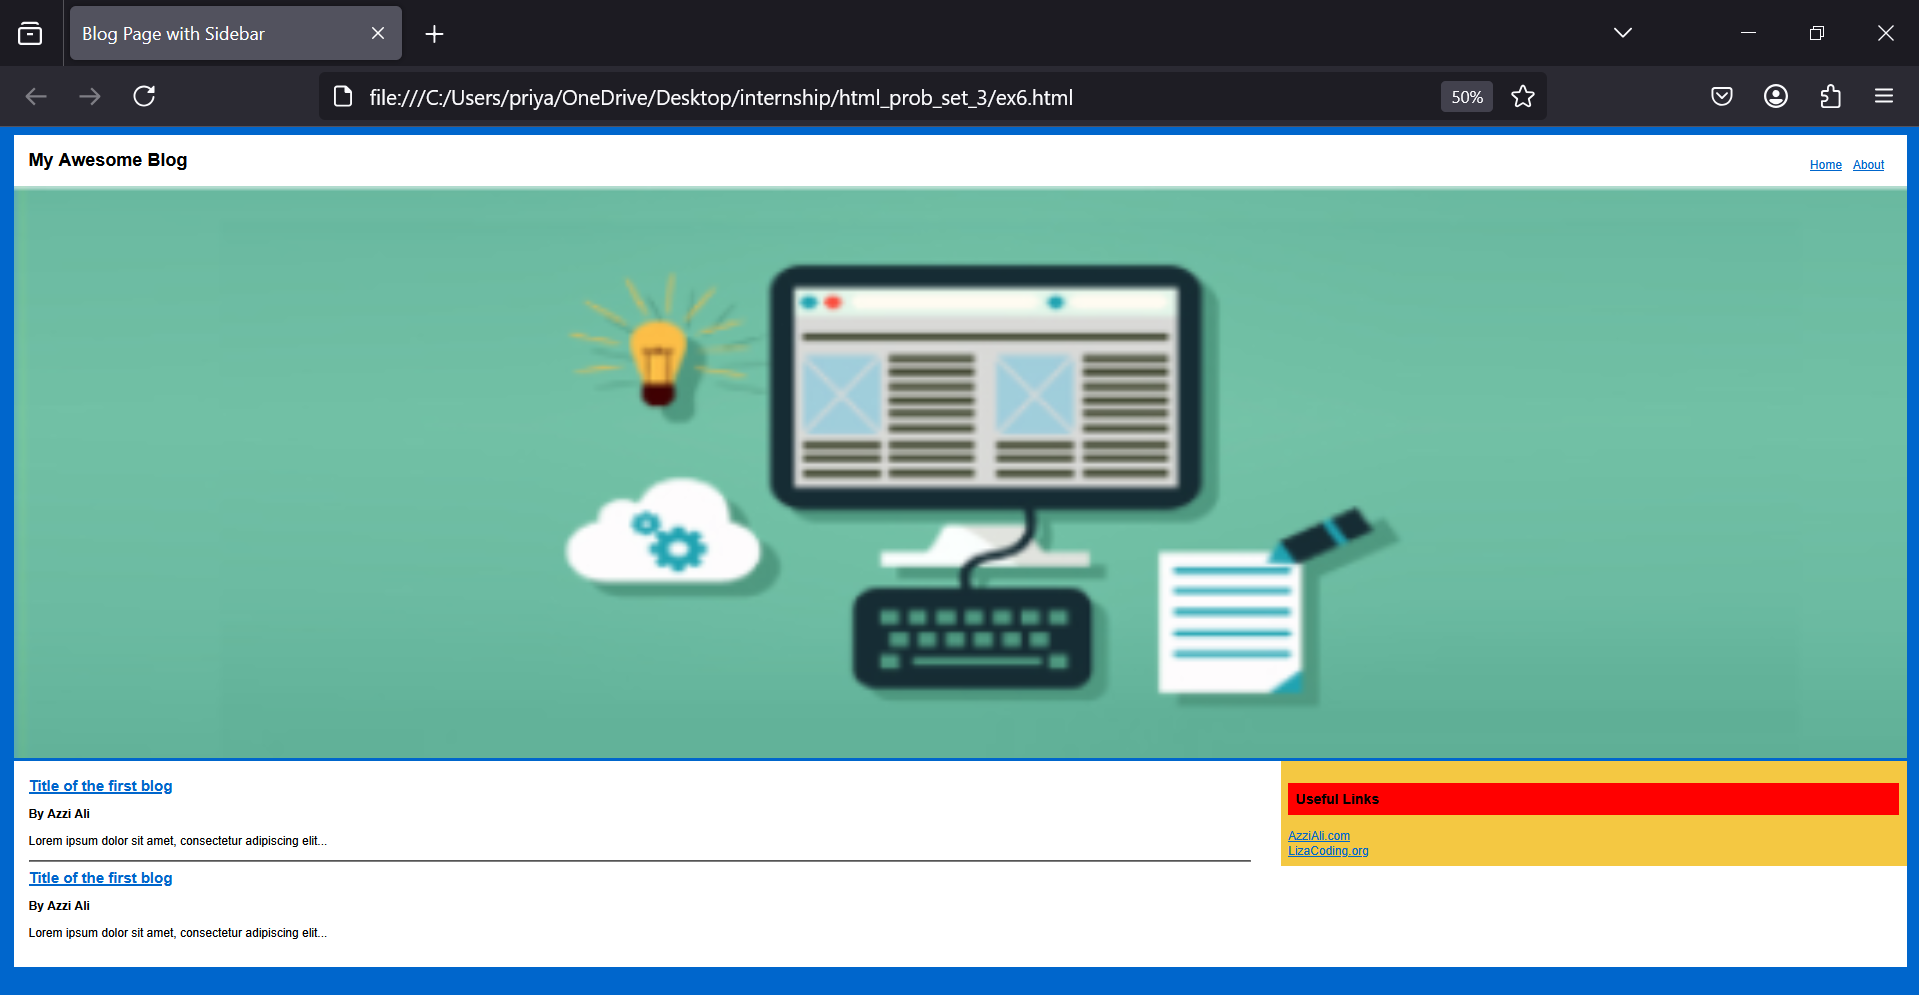 Blog Page with Sidebar
file:///C:/Users/priya/OneDrive/Desktop/internship/html_prob_set_3/ex6.html
50%
My Awesome Blog
Home About
Title of the first blog
By Azzi Ali
Lorem ipsum dolor sit amet, consectetur adipiscing elit...
Title of the first blog
By Azzi Ali
Lorem ipsum dolor sit amet, consectetur adipiscing elit...
Useful Links
AzziAli.com
LizaCoding.org